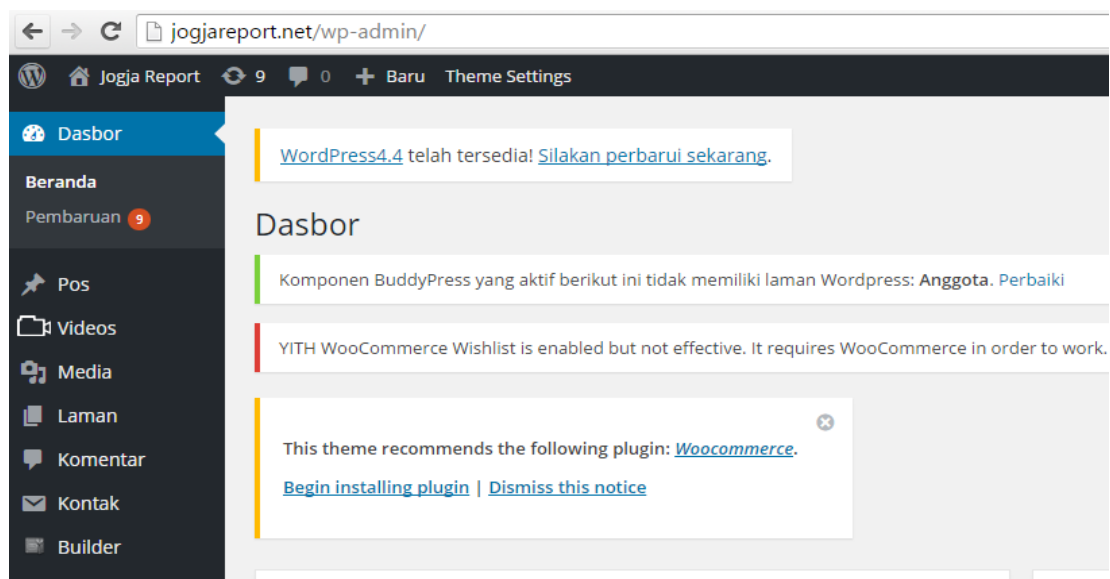 jogjareport.net/wp-admin/
Jogja Report 9 0 + Baru Theme Settings
Dasbor
Beranda
Pembaruan 9
Pos
Videos
Media
Laman
Komentar
Kontak
Builder
WordPress4.4 telah tersedia! Silakan perbarui sekarang.
Dasbor
Komponen BuddyPress yang aktif berikut ini tidak memiliki laman Wordpress: Anggota. Perbaiki
YITH WooCommerce Wishlist is enabled but not effective. It requires WooCommerce in order to work.
This theme recommends the following plugin: Woocommerce.
Begin installing plugin | Dismiss this notice